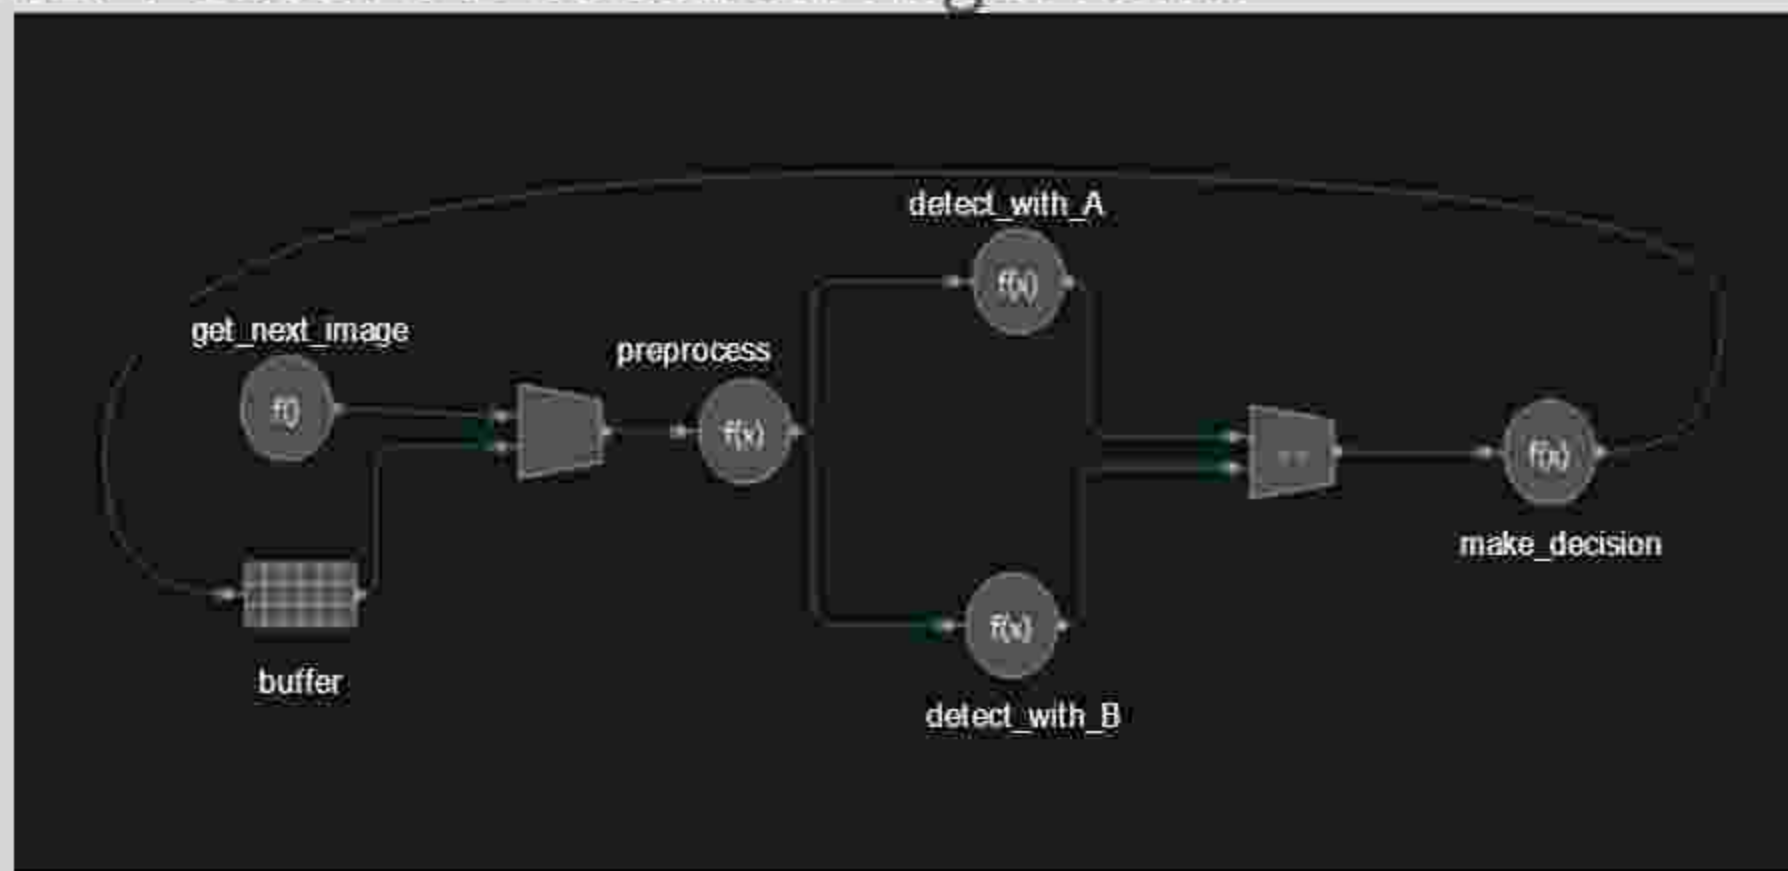 detect_with_A
get_next_image
f()
preprocess
f(x)
f(x)
f(x)
make_decision
f(x)
buffer
detect_with_B